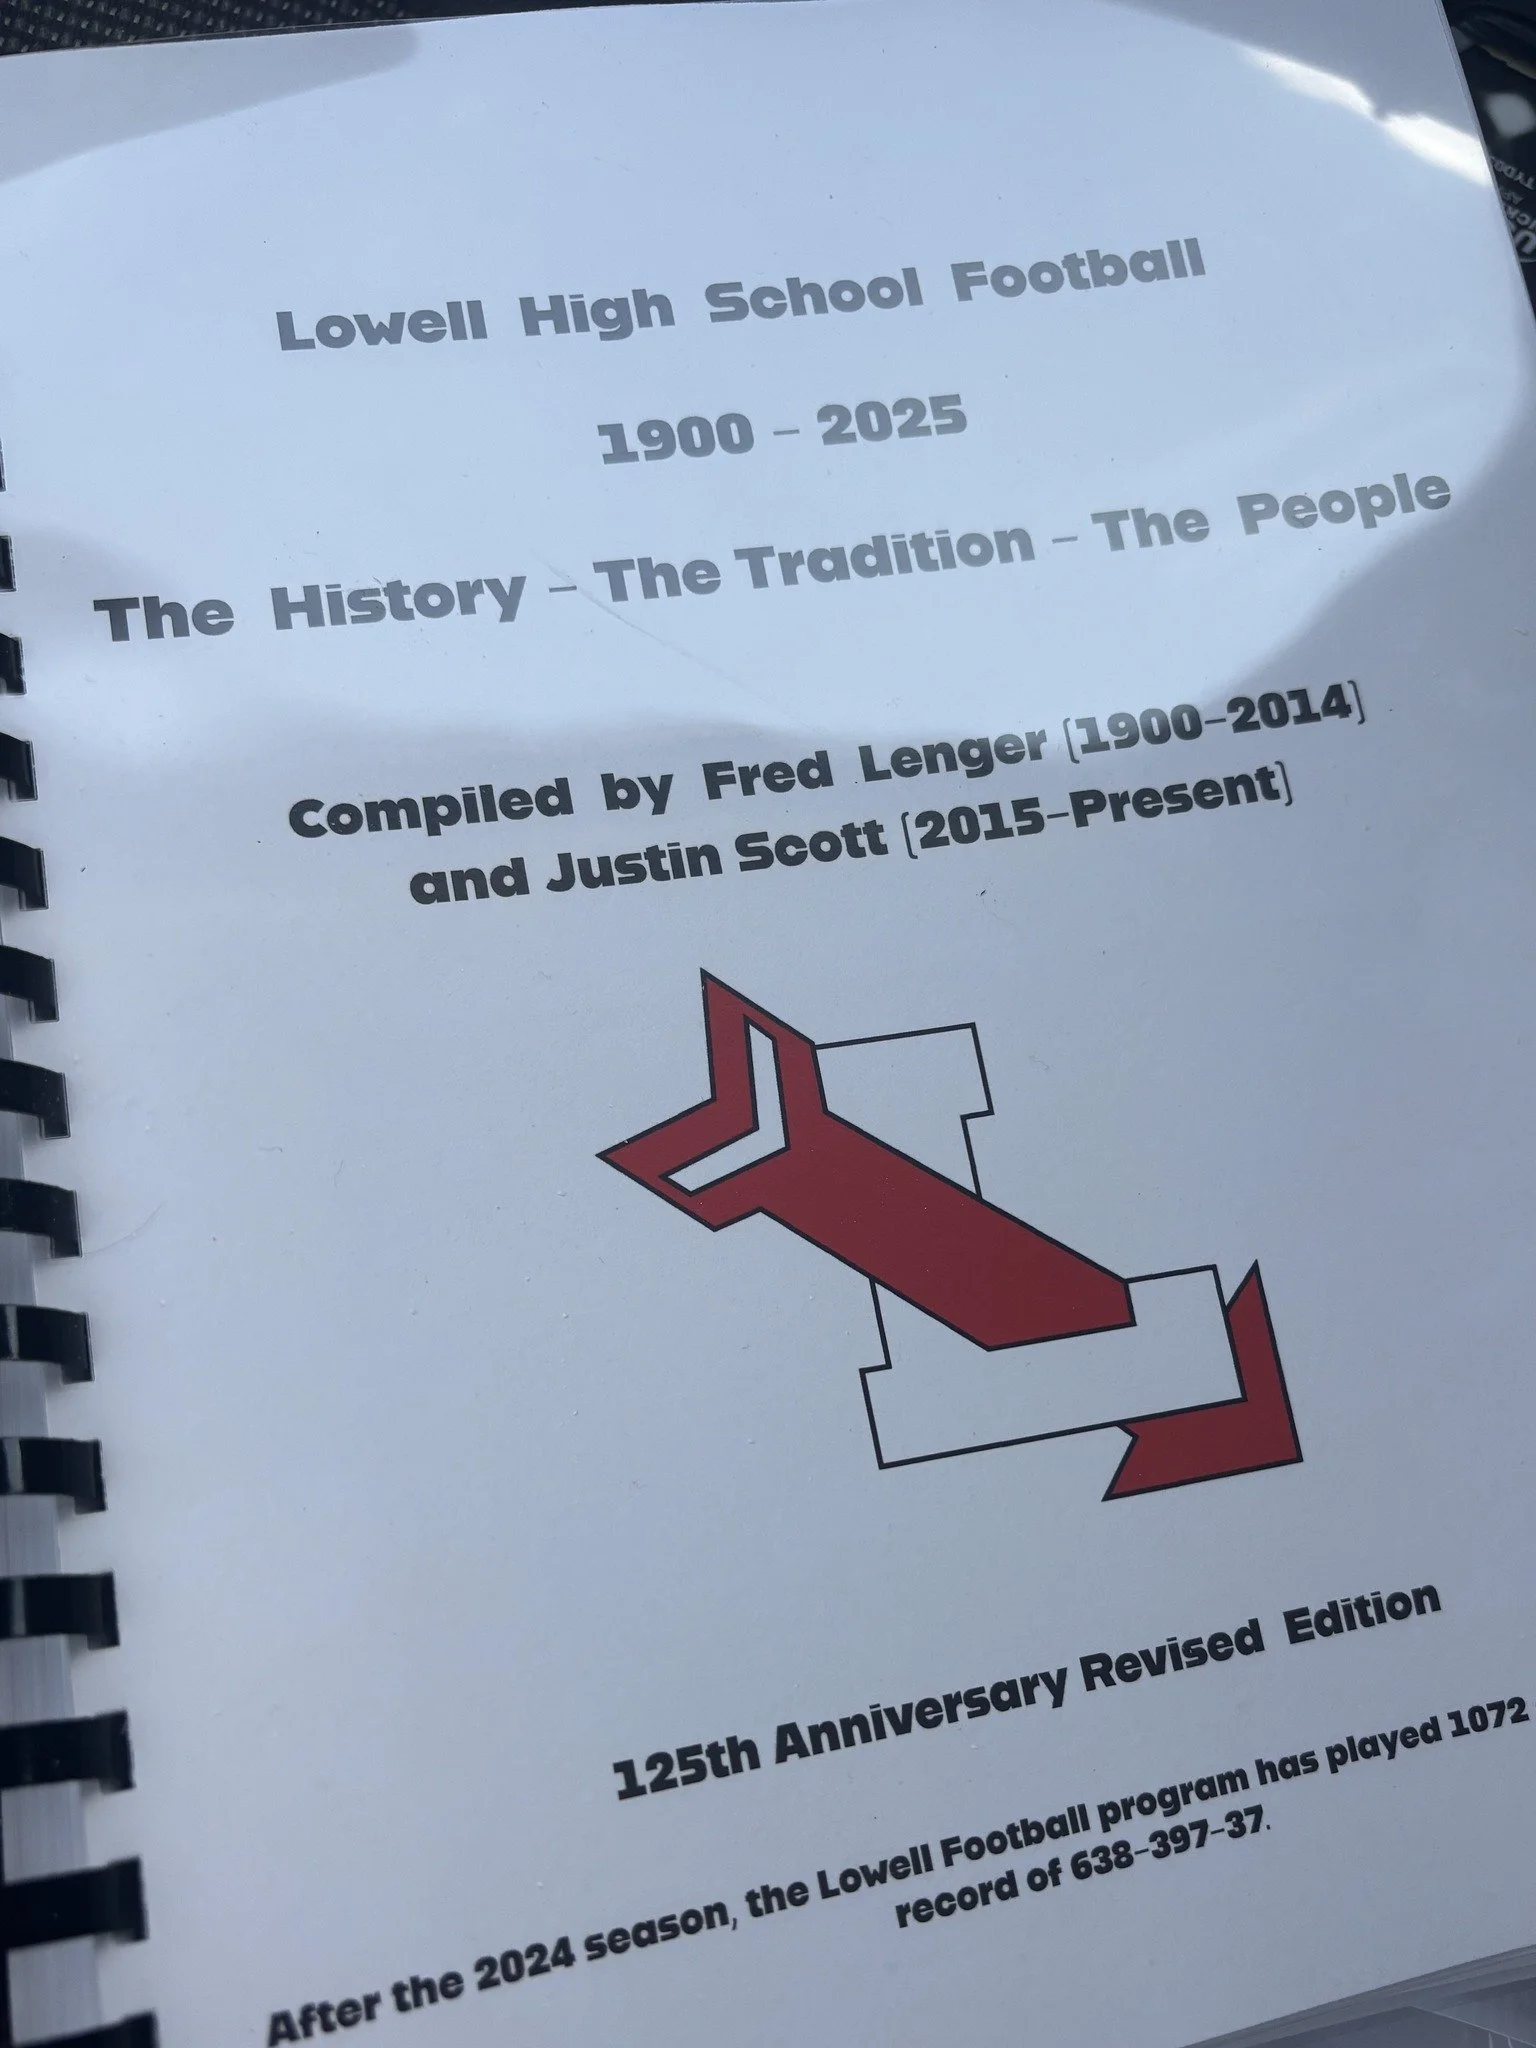 Lowell High School Football
1900 – 2025
The History – The Tradition – The People
Compiled by Fred Lenger (1900-2014)
and Justin Scott (2015-Present)
125th Anniversary Revised Edition
After the 2024 season, the Lowell Football program has played 1072
record of 638-397-37.